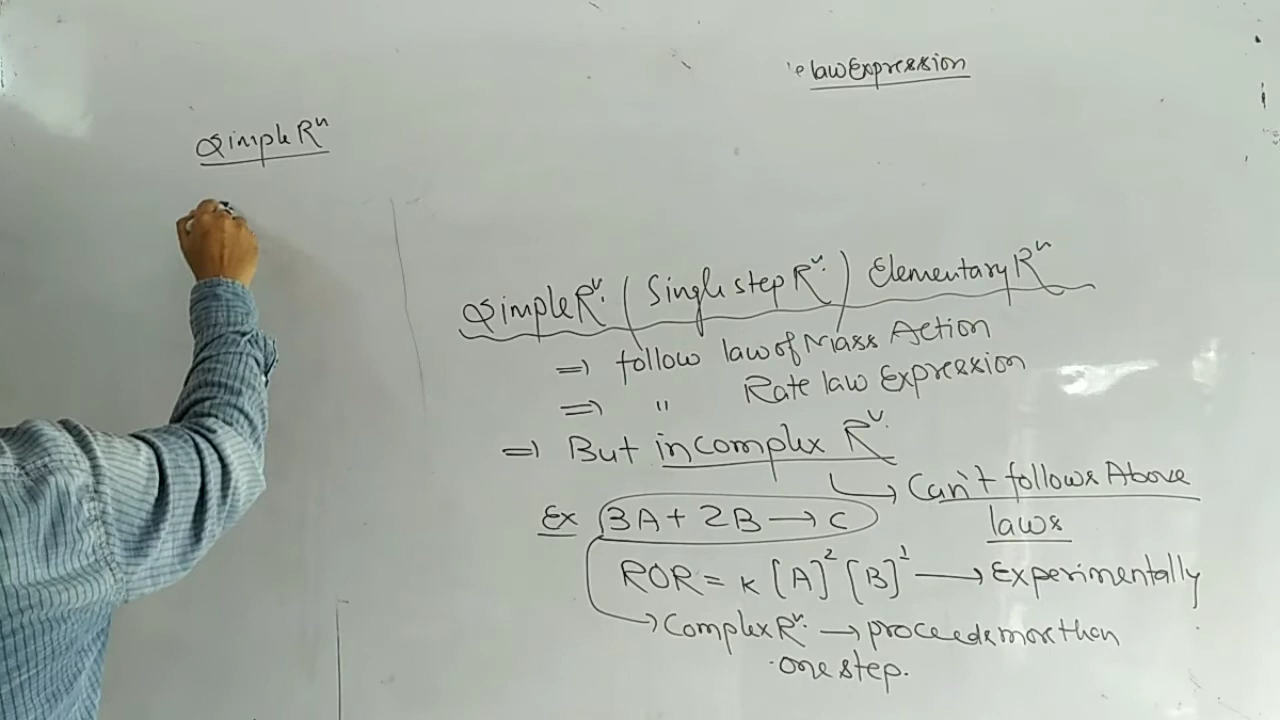 e law Expression
Simple Rⁿ
Simple Rⁿ. (Single step Rⁿ.) Elementary Rⁿ
=) follow law of Mass Action
=) " Rate law Expression
=) But in complex Rⁿ.
↳ Can't follows Above
laws
Ex 3A + 2B → C
ROR = K [A]² [B]¹ → Experimentally
→ Complex Rⁿ. → proceeds more then
one step.